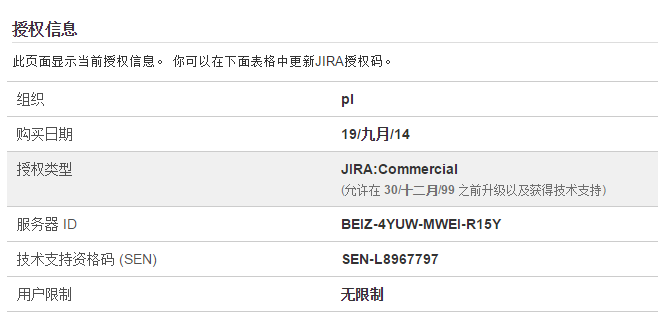 授权信息
此页面显示当前授权信息。 你可以在下面表格中更新JIRA授权码。
组织 pl
购买日期 19/九月/14
授权类型 JIRA:Commercial
(允许在 30/十二月/99 之前升级以及获得技术支持)
服务器 ID BEIZ-4YUW-MWEI-R15Y
技术支持资格码 (SEN) SEN-L8967797
用户限制 无限制